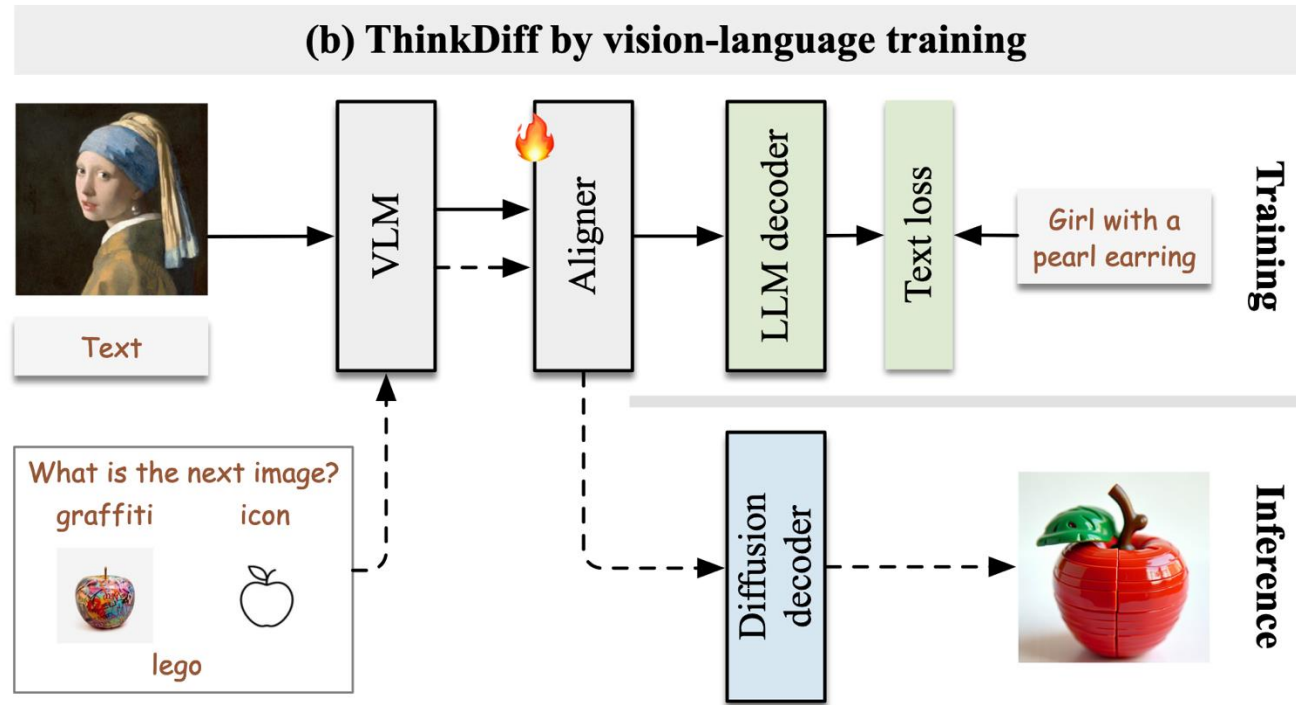 (b) ThinkDiff by vision-language training
VLM
Aligner
LLM decoder
Text loss
Girl with a
pearl earring
Training
Text
What is the next image?
graffiti icon
lego
Diffusion
decoder
Inference